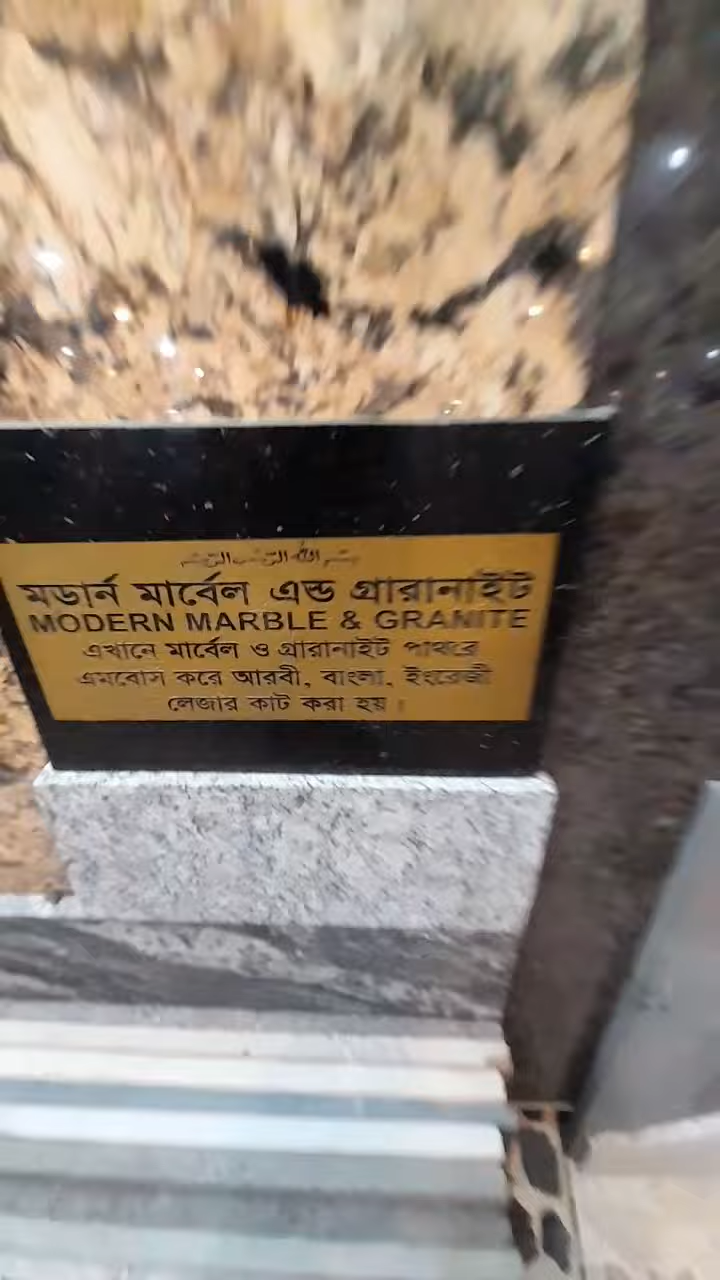 بسم الله الرحمن الرحيم
মডার্ন মার্বেল এন্ড গ্রারানাইট
MODERN MARBLE & GRANITE
এখানে মার্বেল ও গ্রারানাইট পাথরে
এমবোস করে আরবী, বাংলা, ইংরেজী
লেজার কাট করা হয়।